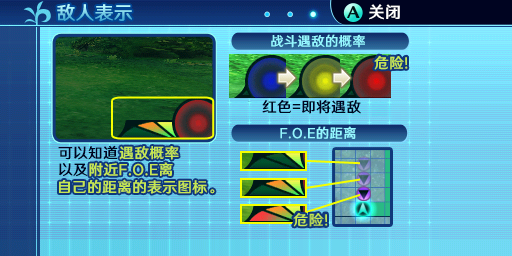 敌人表示
Ⓐ 关闭
战斗遇敌的概率
危险!
红色=即将遇敌
可以知道遇敌概率
以及附近F.O.E离
自己的距离的表示图标。
F.O.E的距离
危险!